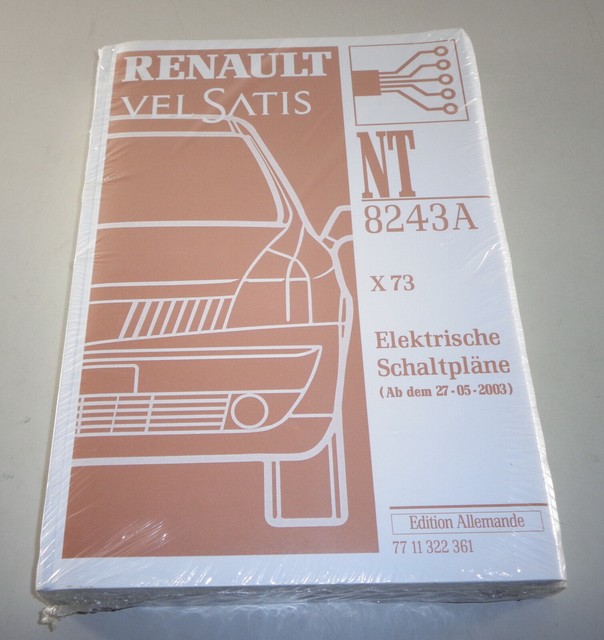 RENAULT
VEL SATIS
NT
8243A
X 73
Elektrische
Schaltpläne
(Ab dem 27-05-2003)
Edition Allemande
77 11 322 361